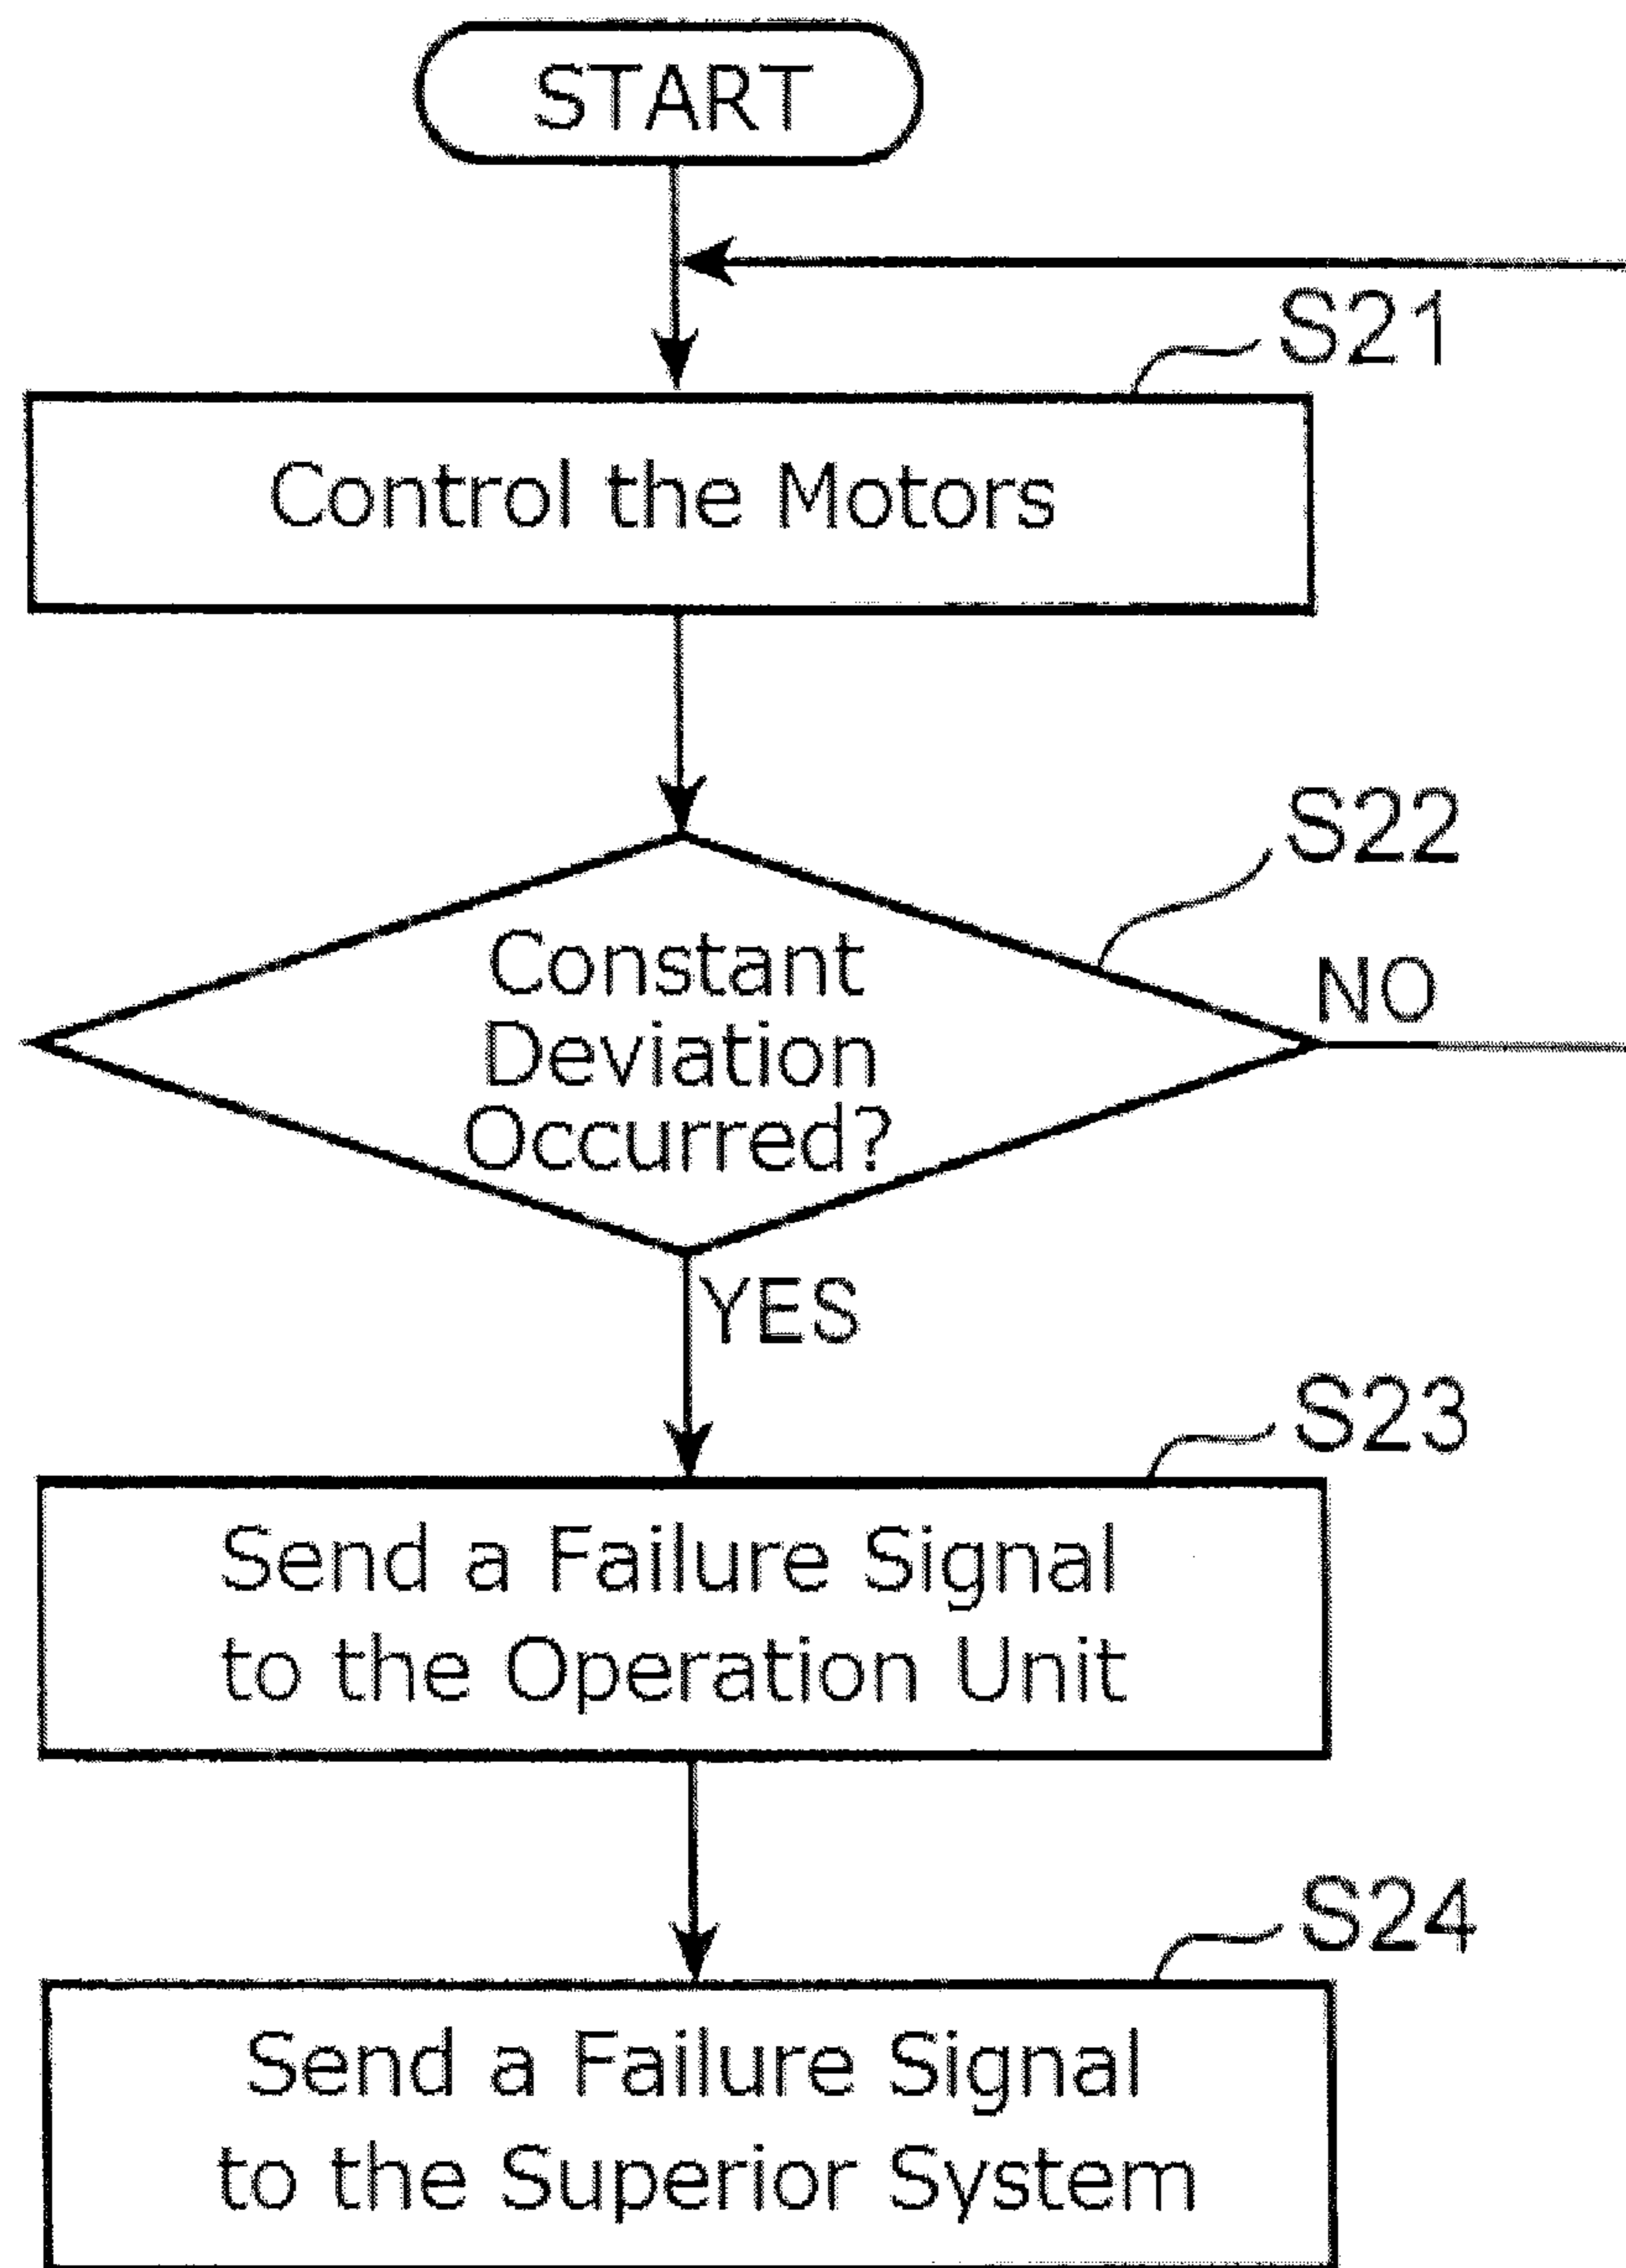 START
S21
Control the Motors
S22
Constant
Deviation
Occurred?
NO
YES
S23
Send a Failure Signal
to the Operation Unit
S24
Send a Failure Signal
to the Superior System